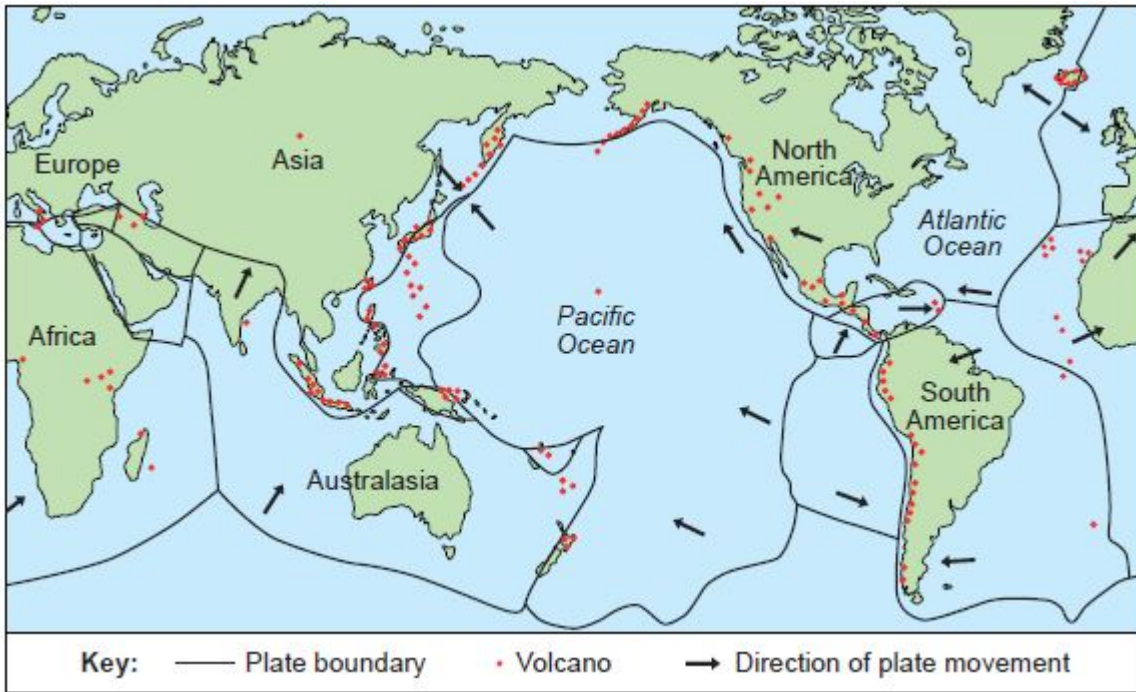 Europe
Asia
North
America
Atlantic
Ocean
Africa
Pacific
Ocean
South
America
Australasia
Key: Plate boundary Volcano Direction of plate movement